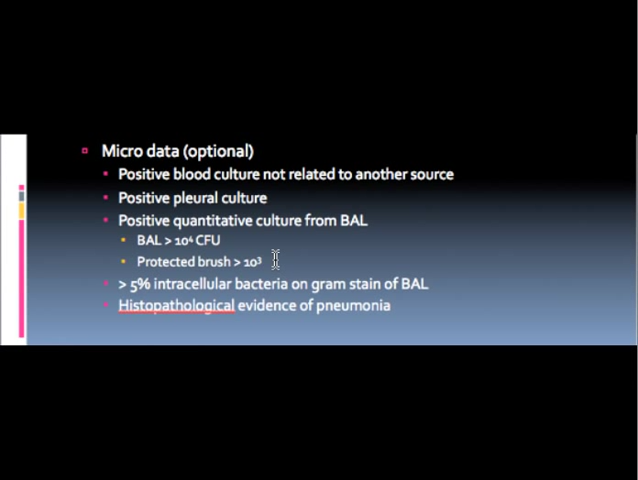 Micro data (optional)
Positive blood culture not related to another source
Positive pleural culture
Positive quantitative culture from BAL
BAL > 10⁴ CFU
Protected brush > 10³
> 5% intracellular bacteria on gram stain of BAL
Histopathological evidence of pneumonia